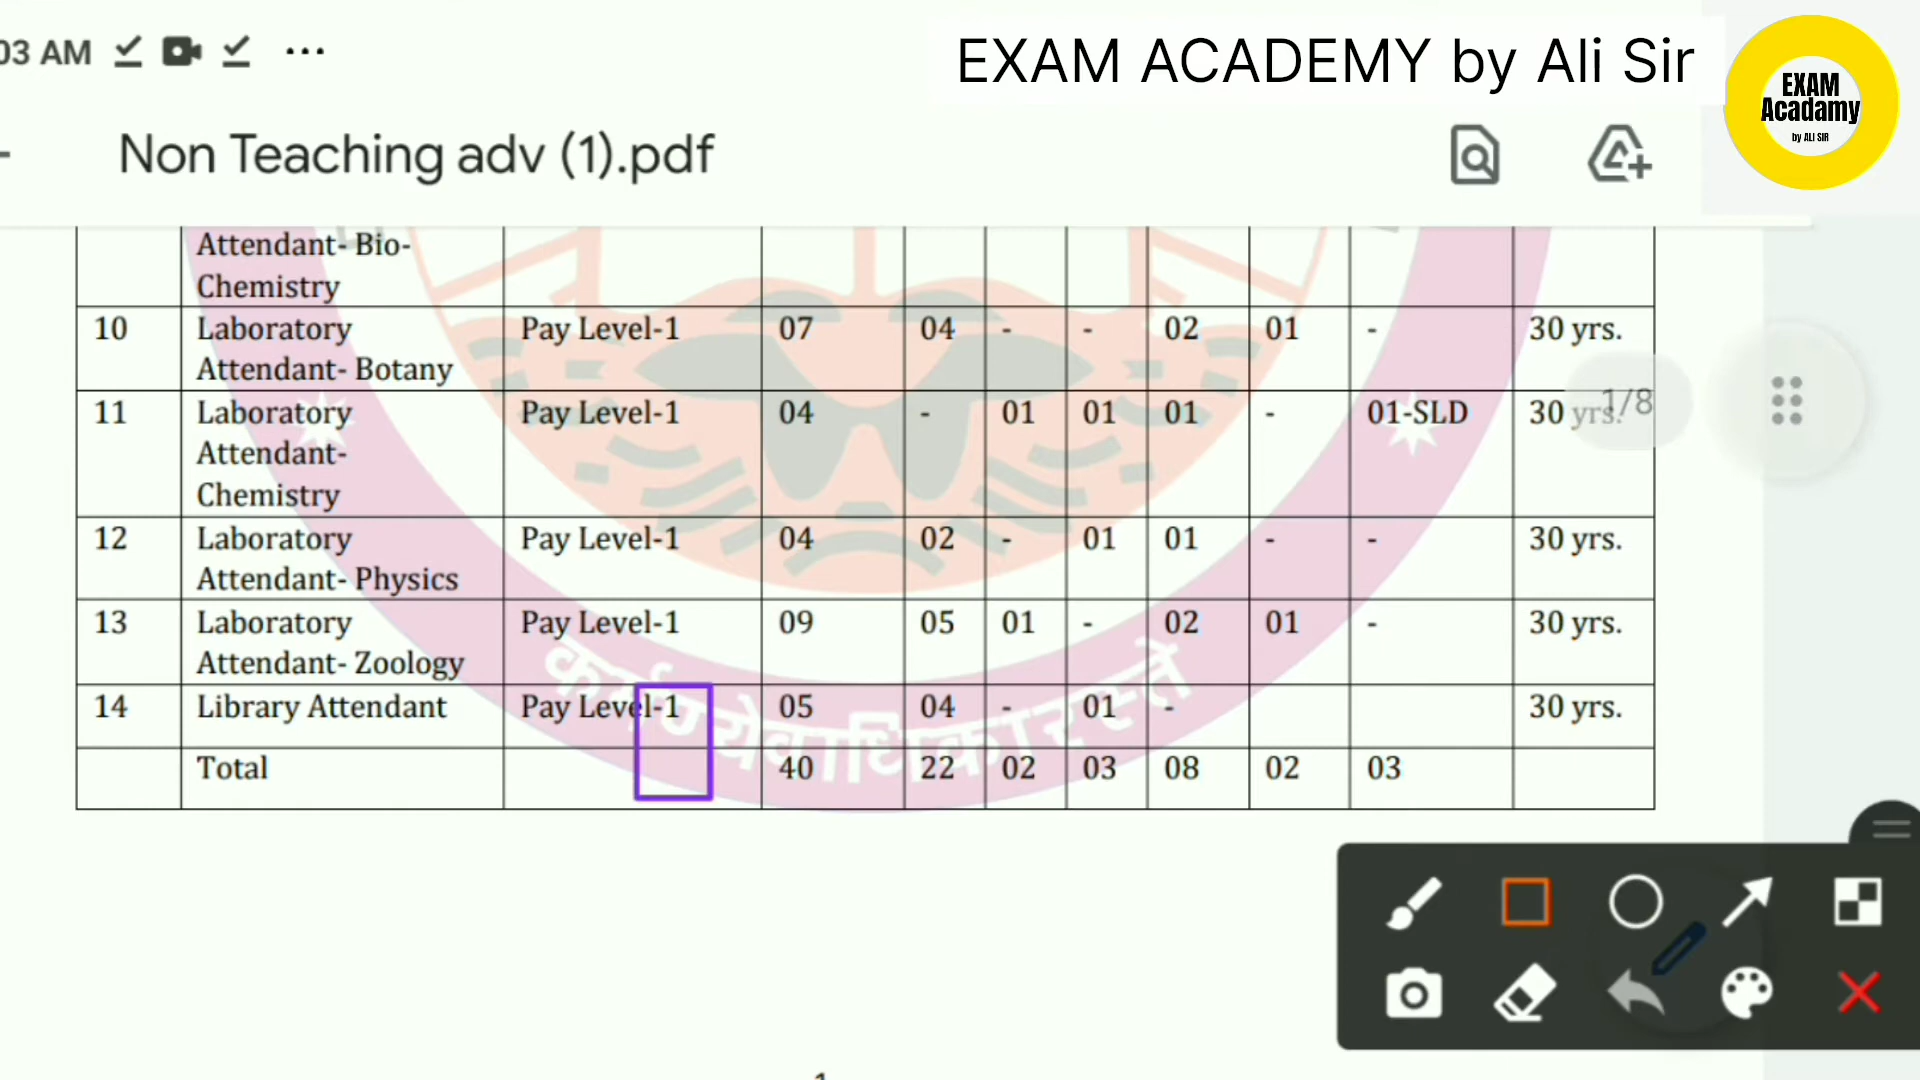 03 AM
EXAM ACADEMY by Ali Sir
EXAM
Acadamy
by ALI SIR
Non Teaching adv (1).pdf
Attendant- Bio-
Chemistry
10 Laboratory Pay Level-1 07 04 - - 02 01 - 30 yrs.
Attendant- Botany
1/8
11 Laboratory Pay Level-1 04 - 01 01 01 - 01-SLD 30 yrs.
Attendant-
Chemistry
12 Laboratory Pay Level-1 04 02 - 01 01 - - 30 yrs.
Attendant- Physics
13 Laboratory Pay Level-1 09 05 01 - 02 01 - 30 yrs.
Attendant- Zoology
14 Library Attendant Pay Level-1 05 04 - 01 - 30 yrs.
Total 40 22 02 03 08 02 03